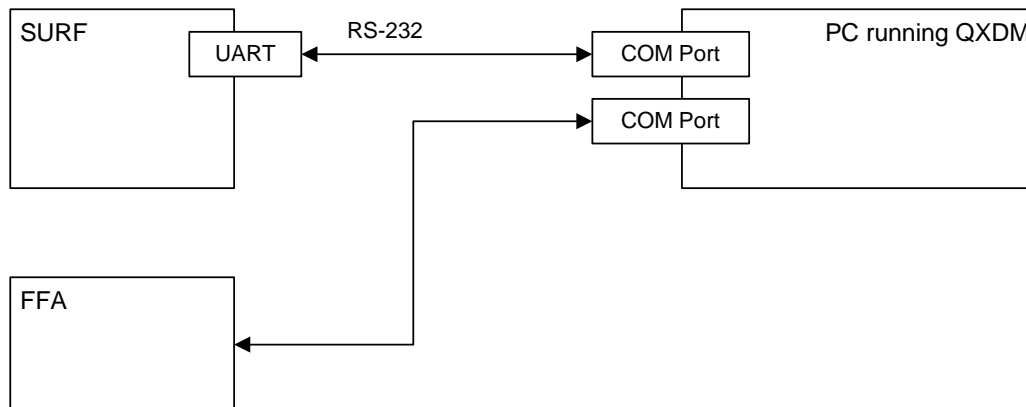 SURF
UART
RS-232
COM Port
PC running QXDM
COM Port
FFA